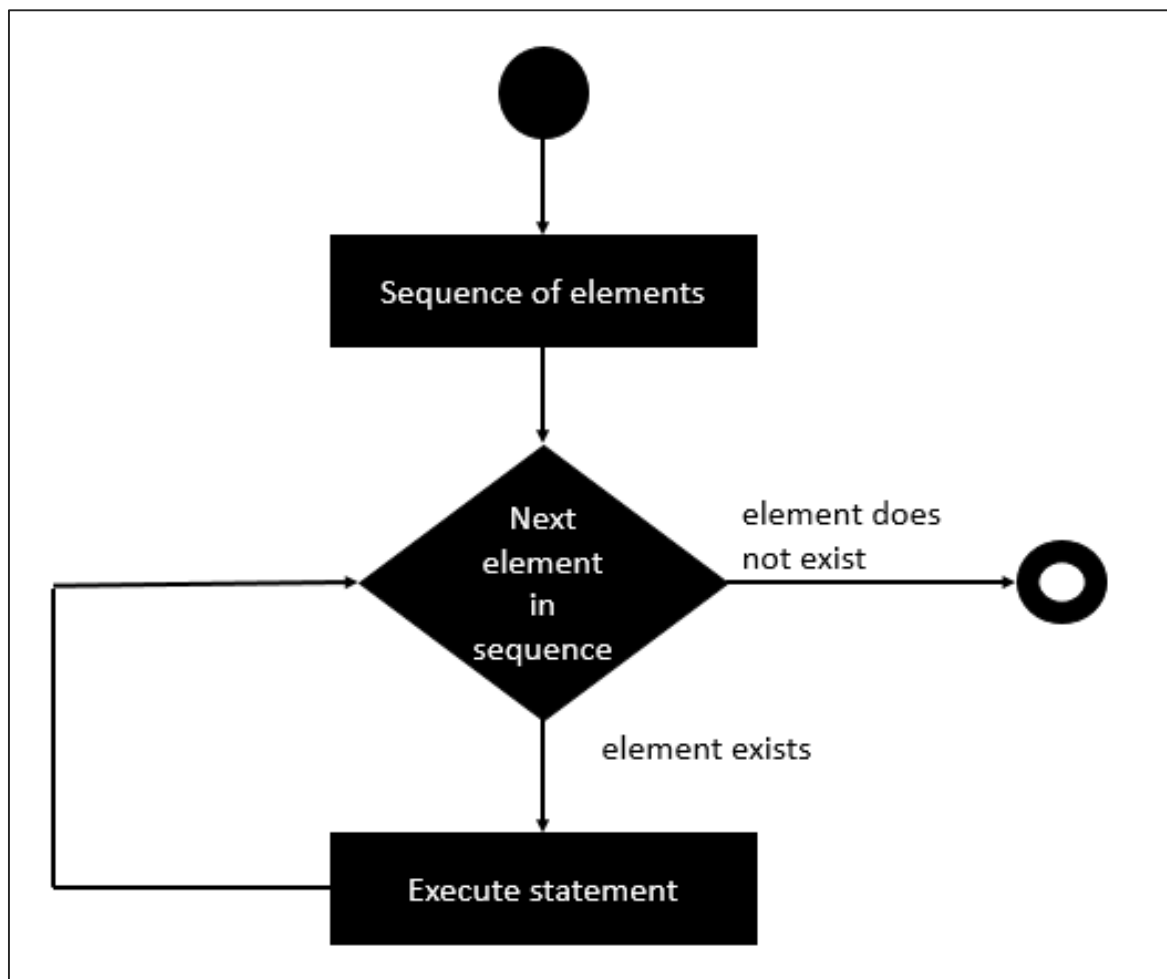 Sequence of elements
Next
element
in
sequence
element does
not exist
element exists
Execute statement